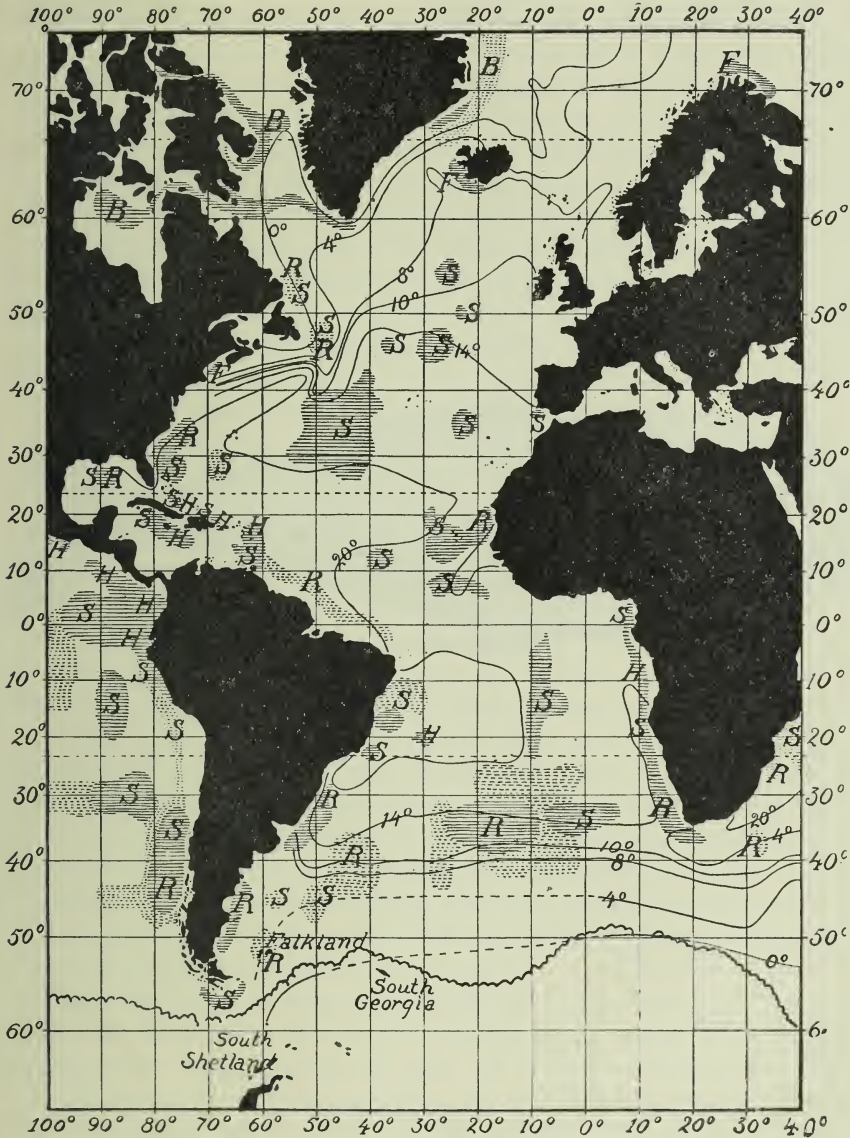 100° 90° 80° 70° 60° 50° 40° 30° 20° 10° 0° 10° 20° 30° 40°
B F
70° 70°
B
F
B
60° 60°
0° 4°
R 8° S
S 10°
50° S 50°
S
R S S 14°
F
40° 40°
S S S
R
30° S S 30°
S R
S H
20° S S H H S R 20°
H H
H S 20° S
10° H R S 10°
H
S S
0° 0°
H
S H
10° 10°
S S S
S S
20° H S 20°
S
R
30° S R R 30°
S 14° R S 20°
R 10° R 4°
40° 8° 40°
R R S S 4°
50° Falkland 50°
R 0°
South
Georgia
S
60° 6
South
Shetland
100° 90° 80° 70° 60° 50° 40° 30° 20° 10° 0° 10° 20° 30° 40°